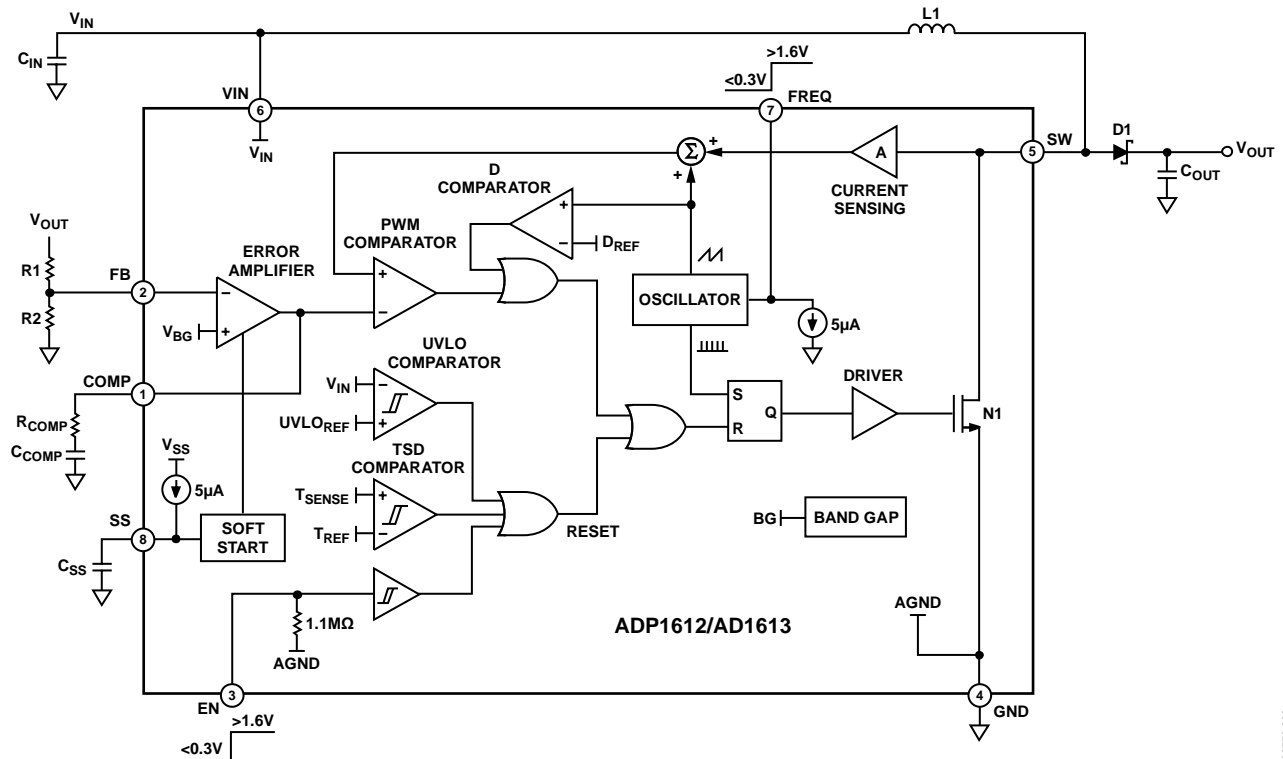 VIN
L1
CIN
>1.6V
<0.3V
VIN
6
VIN
FREQ
7
SW
5
D1
VOUT
COUT
+
Σ
+
A
CURRENT
SENSING
D
COMPARATOR
+
−
DREF
PWM
COMPARATOR
+
−
VOUT
R1
R2
FB
2
ERROR
AMPLIFIER
−
+
VBG
OSCILLATOR
5µA
COMP
1
RCOMP
CCOMP
UVLO
COMPARATOR
VIN
−
UVLOREF
+
S
R
Q
DRIVER
N1
TSD
COMPARATOR
TSENSE
+
TREF
−
VSS
5µA
SS
8
CSS
SOFT
START
RESET
BG
BAND GAP
1.1MΩ
AGND
AGND
ADP1612/AD1613
3
EN
>1.6V
<0.3V
4
GND